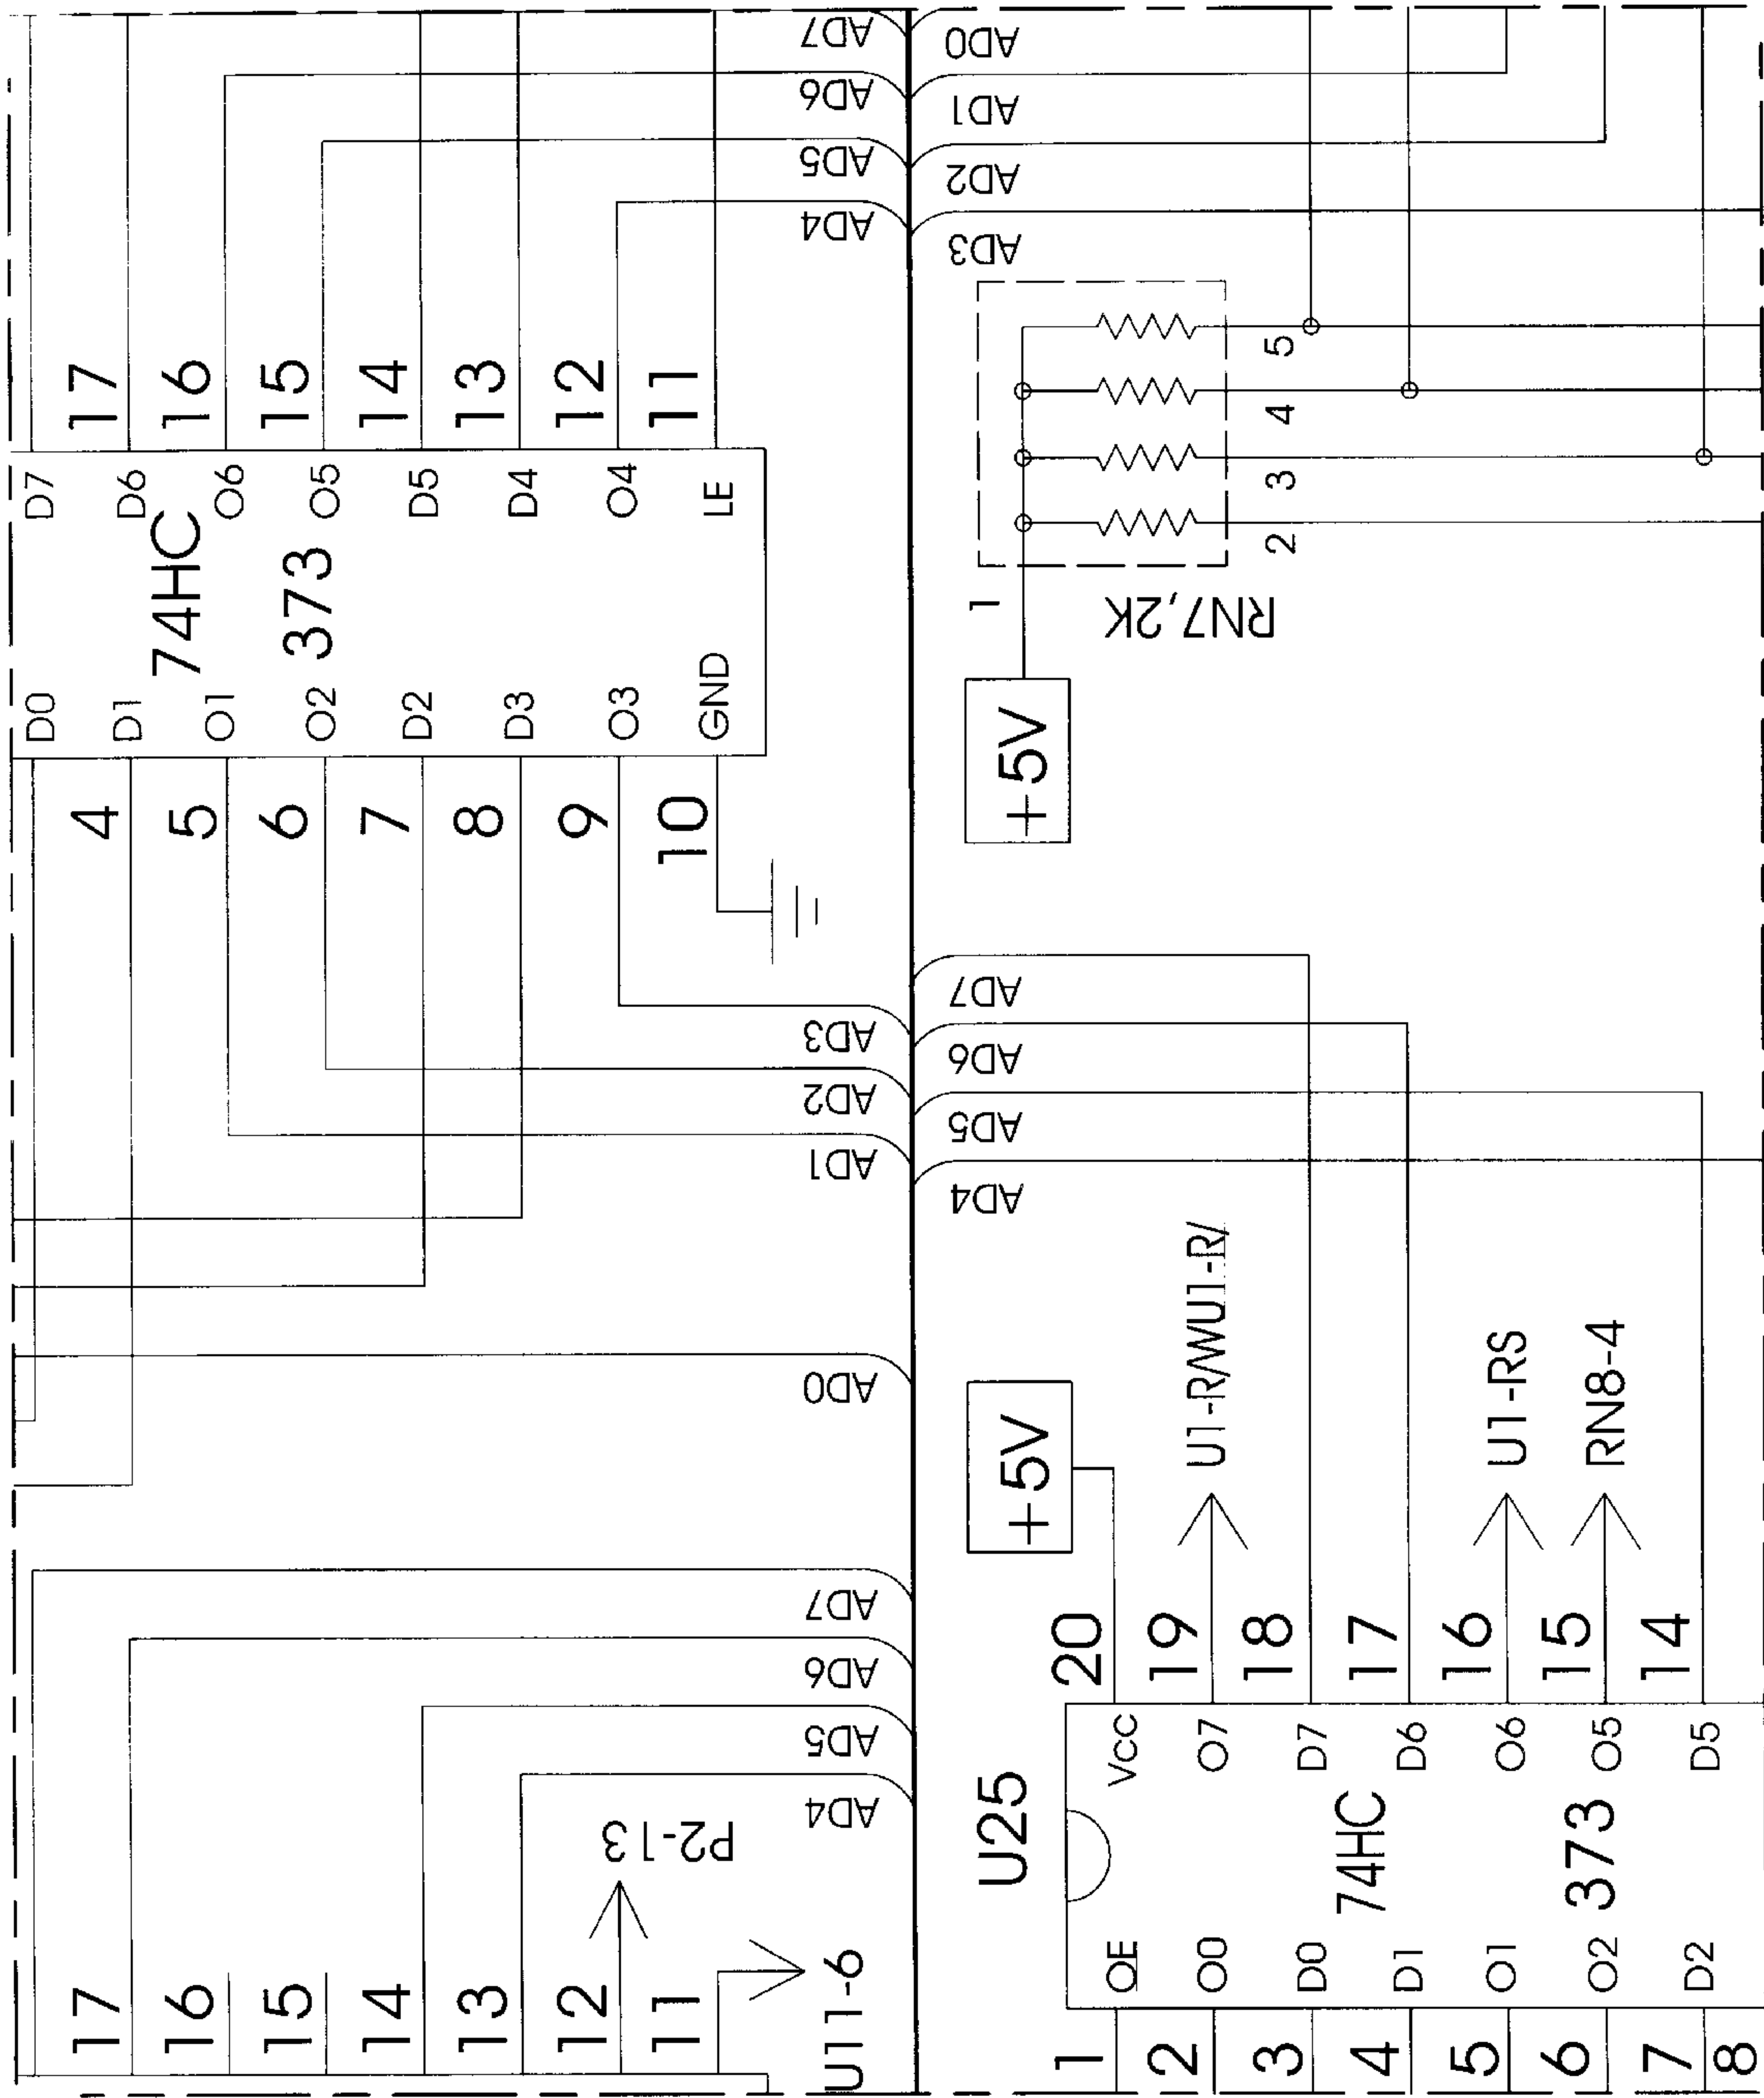 AD7
AD6
AD5
AD4
AD0
AD1
AD2
AD3
17
16
15
14
13
12
11
D7
D6
O6
O5
D5
D4
O4
LE
74HC
373
D0
D1
O1
O2
D2
D3
O3
GND
4
5
6
7
8
9
10
AD3
AD2
AD1
AD0
AD7
AD6
AD5
AD4
5
4
3
2
1
RN7,2K
+5V
AD7
AD6
AD5
AD4
17
16
15
14
13
12
11
P2-13
U11-6
+5V
U1-R/WU1-R/
U1-RS
RN8-4
20
19
18
17
16
15
14
U25
Vcc
O7
D7
D6
O6
O5
D5
74HC
373
OE
O0
D0
D1
O1
O2
D2
1
2
3
4
5
6
7
8